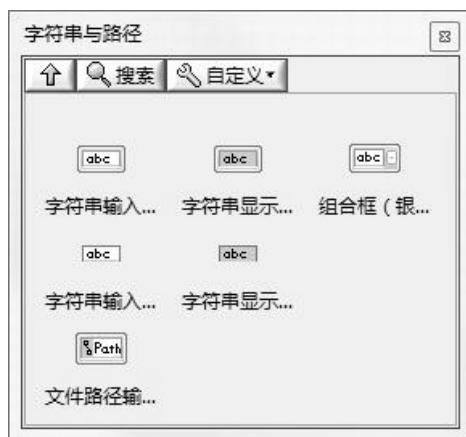 字符串与路径
搜索 自定义
abc abc abc
字符串输入... 字符串显示... 组合框（银...
abc abc
字符串输入... 字符串显示...
Path
文件路径输...